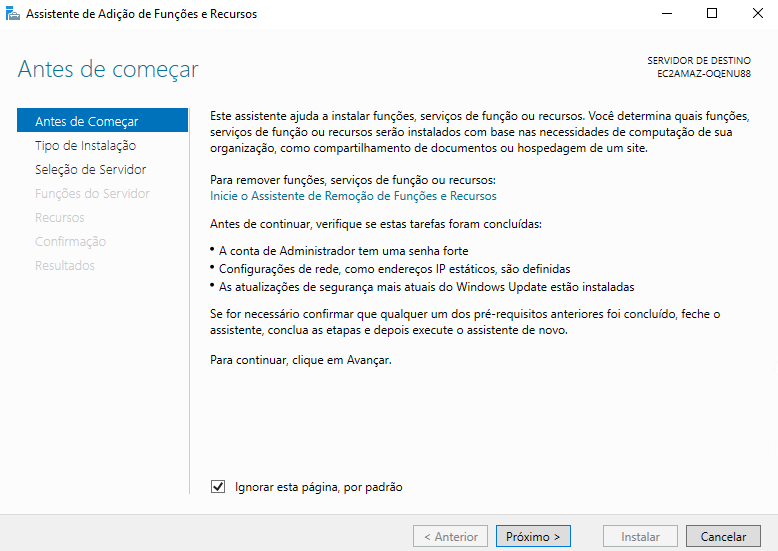 Assistente de Adição de Funções e Recursos
Antes de começar
SERVIDOR DE DESTINO
EC2AMAZ-OQENU88
Antes de Começar
Tipo de Instalação
Seleção de Servidor
Funções do Servidor
Recursos
Confirmação
Resultados
Este assistente ajuda a instalar funções, serviços de função ou recursos. Você determina quais funções,
serviços de função ou recursos serão instalados com base nas necessidades de computação de sua
organização, como compartilhamento de documentos ou hospedagem de um site.
Para remover funções, serviços de função ou recursos:
Inicie o Assistente de Remoção de Funções e Recursos
Antes de continuar, verifique se estas tarefas foram concluídas:
• A conta de Administrador tem uma senha forte
• Configurações de rede, como endereços IP estáticos, são definidas
• As atualizações de segurança mais atuais do Windows Update estão instaladas
Se for necessário confirmar que qualquer um dos pré-requisitos anteriores foi concluído, feche o
assistente, conclua as etapas e depois execute o assistente de novo.
Para continuar, clique em Avançar.
Ignorar esta página, por padrão
< Anterior
Próximo >
Instalar
Cancelar